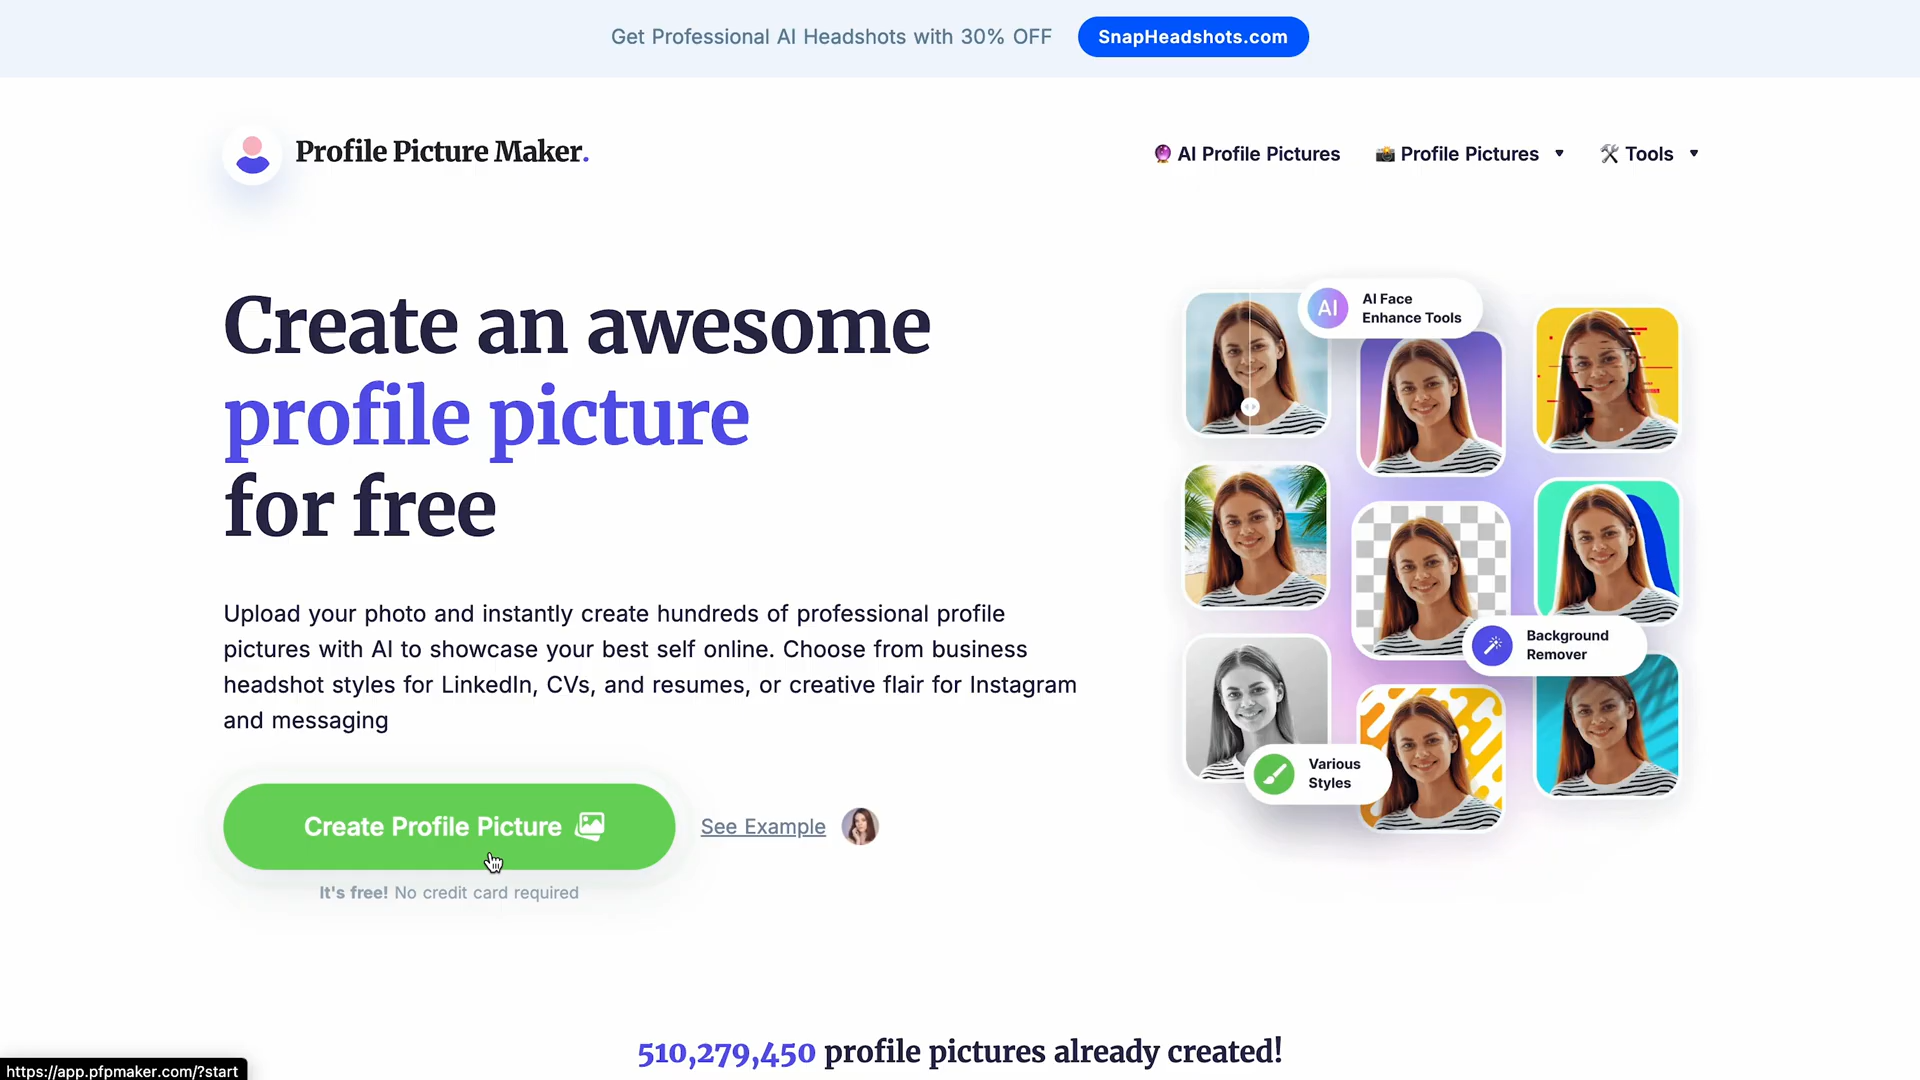 Get Professional AI Headshots with 30% OFF
SnapHeadshots.com
Profile Picture Maker.
AI Profile Pictures
Profile Pictures
Tools
Create an awesome
profile picture
for free
Upload your photo and instantly create hundreds of professional profile
pictures with AI to showcase your best self online. Choose from business
headshot styles for LinkedIn, CVs, and resumes, or creative flair for Instagram
and messaging
Create Profile Picture
See Example
It's free! No credit card required
AI
AI Face
Enhance Tools
Background
Remover
Various
Styles
510,279,450 profile pictures already created!
https://app.pfpmaker.com/?start